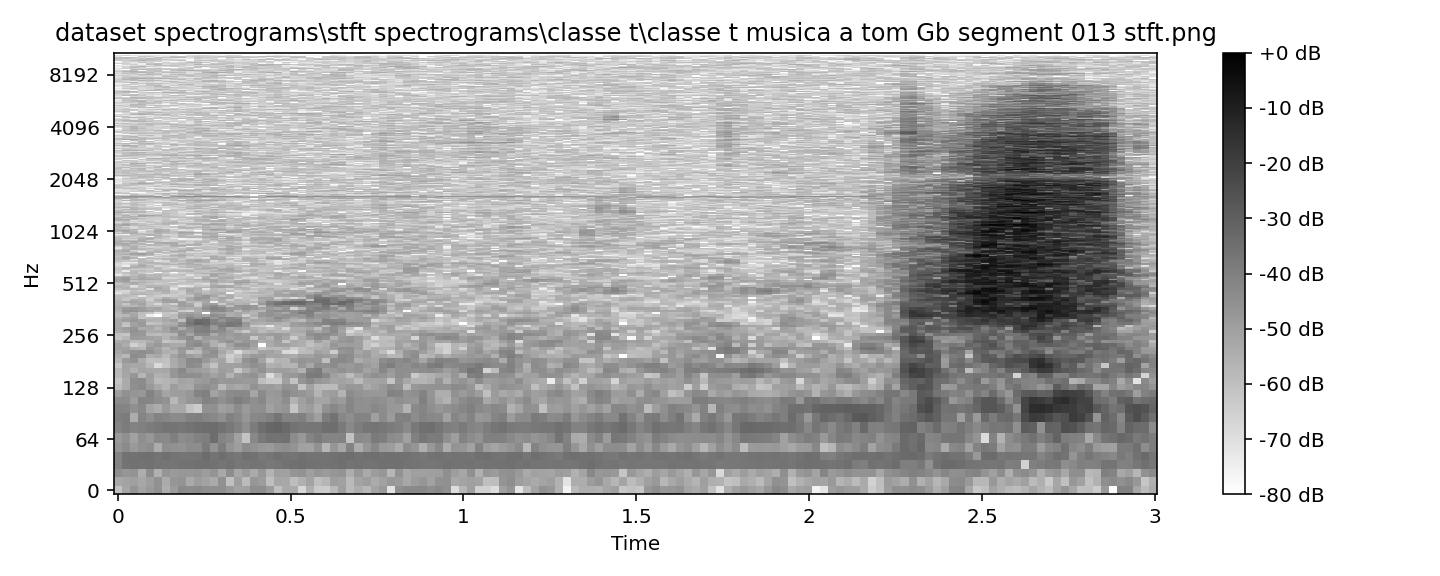 dataset spectrograms\stft spectrograms\classe t\classe t musica a tom Gb segment 013 stft.png
8192
4096
2048
1024
512
256
128
64
0
Hz
0
0.5
1
1.5
2
2.5
3
Time
+0 dB
-10 dB
-20 dB
-30 dB
-40 dB
-50 dB
-60 dB
-70 dB
-80 dB